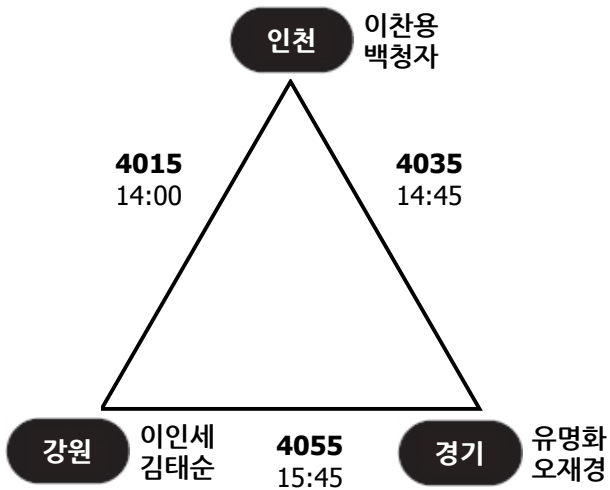 인천
이찬용
백청자
4015
14:00
4035
14:45
강원
이인세
김태순
4055
15:45
경기
유명화
오재경